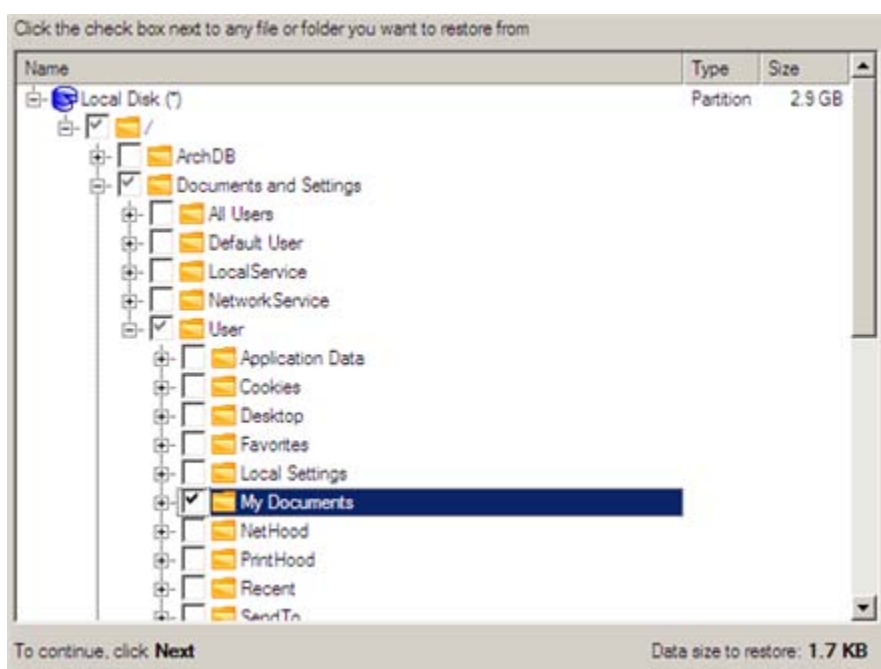 Click the check box next to any file or folder you want to restore from
Name Type Size
Local Disk (*) Partition 2.9 GB
/
ArchDB
Documents and Settings
All Users
Default User
LocalService
NetworkService
User
Application Data
Cookies
Desktop
Favorites
Local Settings
My Documents
NetHood
PrintHood
Recent
SendTo
To continue, click Next Data size to restore: 1.7 KB